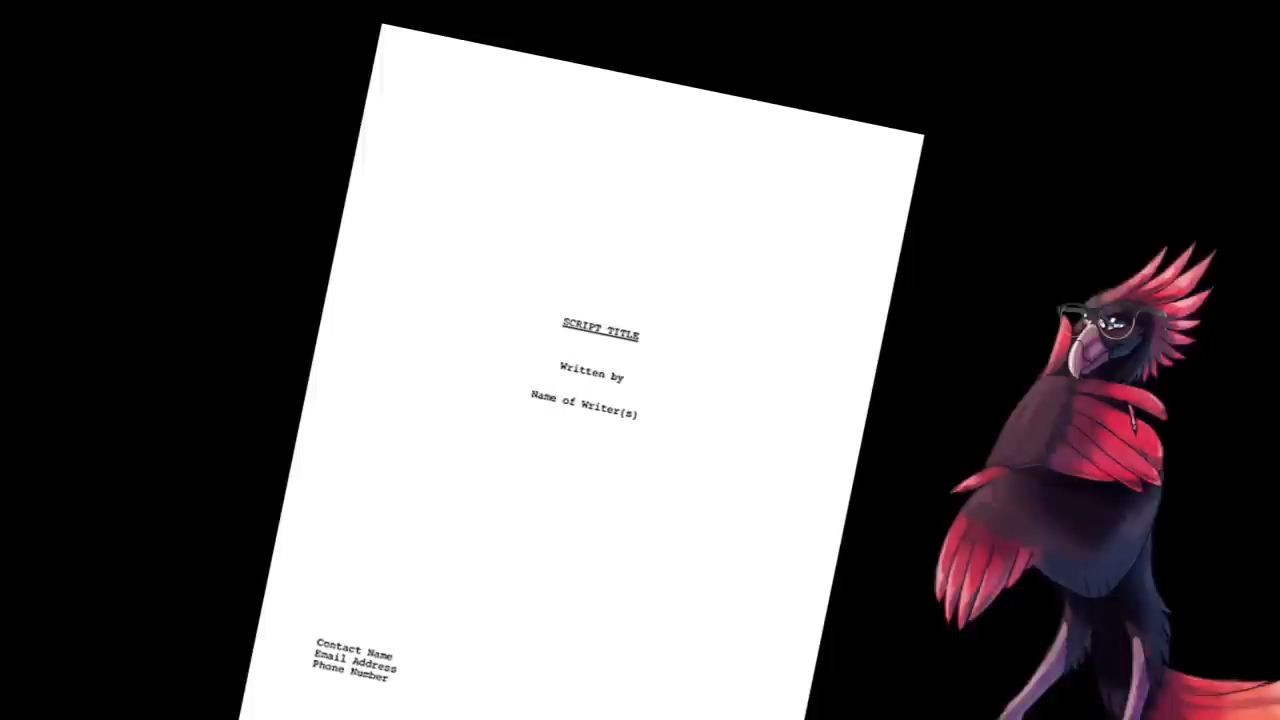 SCRIPT TITLE
Written by
Name of Writer(s)
Contact Name
Email Address
Phone Number